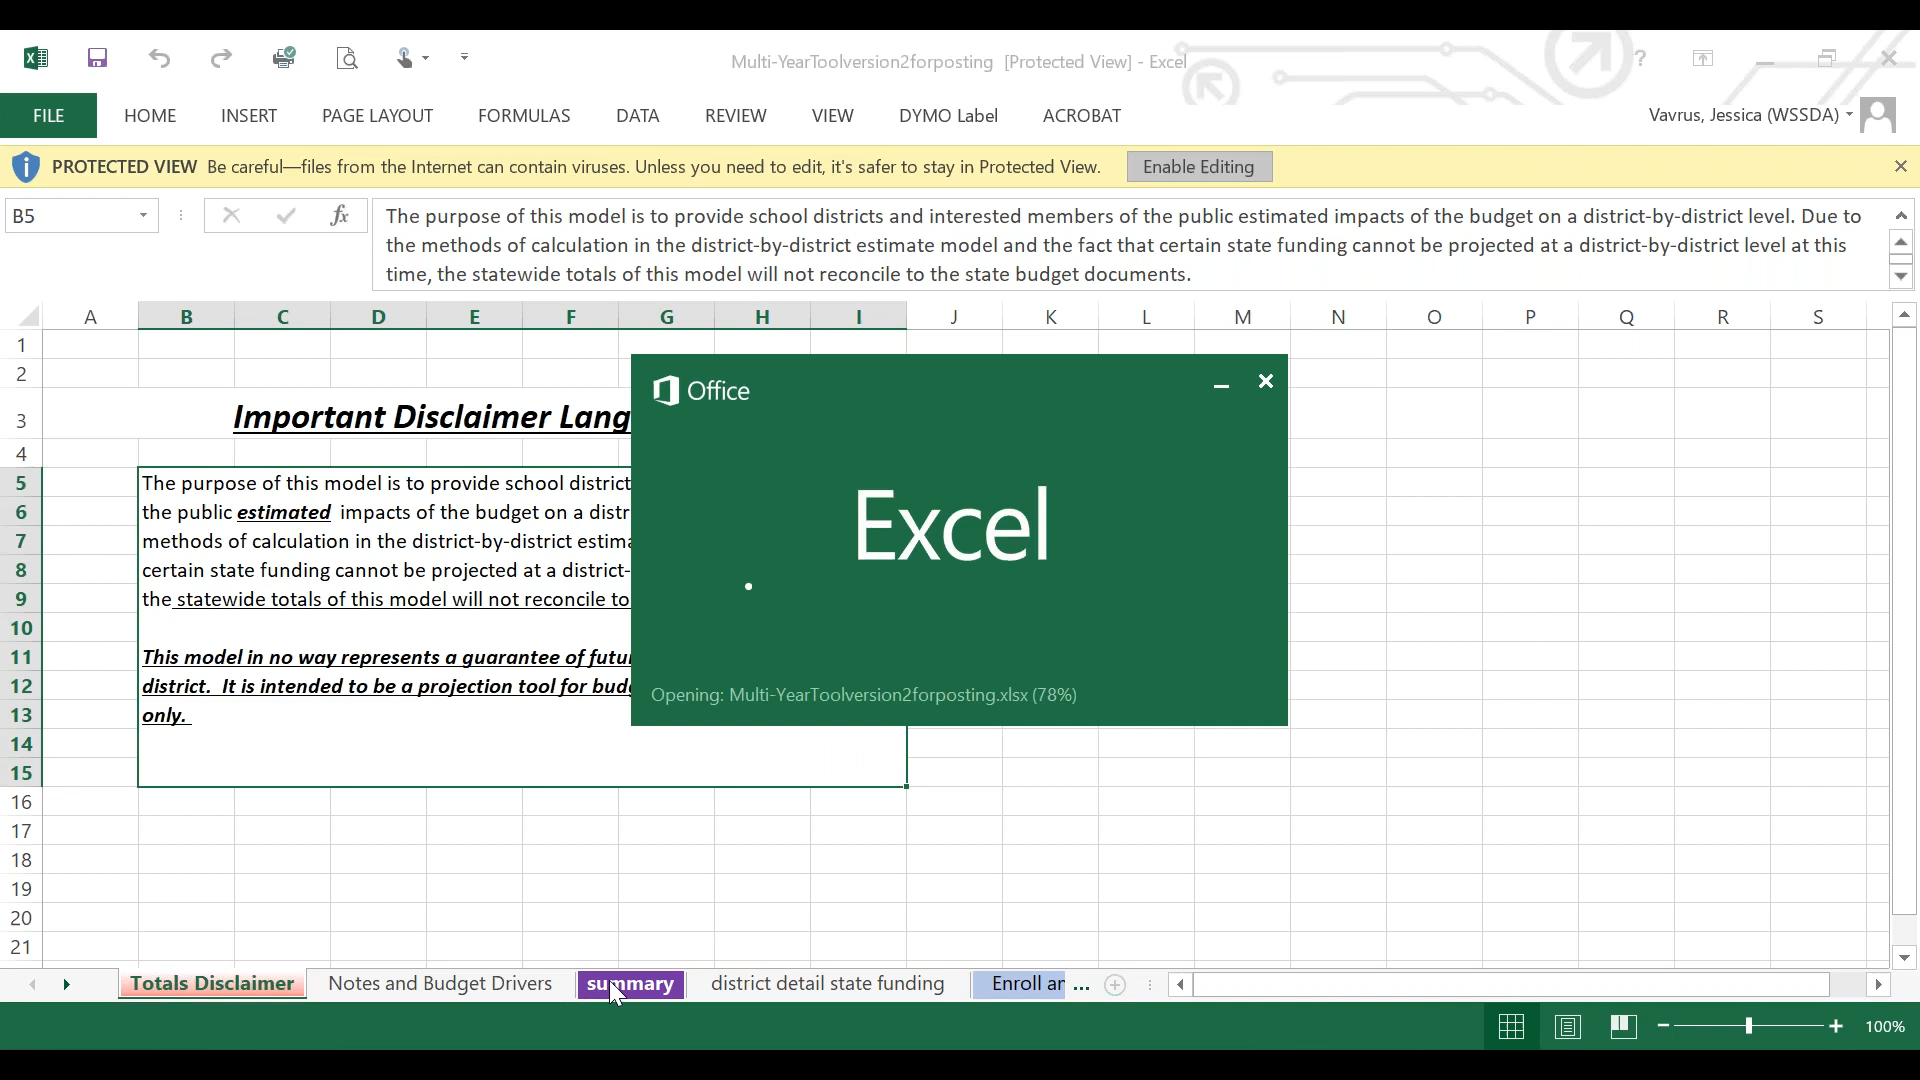 Multi-YearToolversion2forposting [Protected View] - Excel
?
FILE HOME INSERT PAGE LAYOUT FORMULAS DATA REVIEW VIEW DYMO Label ACROBAT
Vavrus, Jessica (WSSDA)
PROTECTED VIEW Be careful—files from the Internet can contain viruses. Unless you need to edit, it's safer to stay in Protected View. Enable Editing
B5
fx
The purpose of this model is to provide school districts and interested members of the public estimated impacts of the budget on a district-by-district level. Due to
the methods of calculation in the district-by-district estimate model and the fact that certain state funding cannot be projected at a district-by-district level at this
time, the statewide totals of this model will not reconcile to the state budget documents.
A B C D E F G H I J K L M N O P Q R S
1
2
3 Important Disclaimer Lang
4
5 The purpose of this model is to provide school district
6 the public estimated impacts of the budget on a distr
7 methods of calculation in the district-by-district estima
8 certain state funding cannot be projected at a district-
9 the statewide totals of this model will not reconcile to
10
11 This model in no way represents a guarantee of futu
12 district. It is intended to be a projection tool for budg
13 only.
14
15
16
17
18
19
20
21
Office
Excel
Opening: Multi-YearToolversion2forposting.xlsx (78%)
Totals Disclaimer Notes and Budget Drivers summary district detail state funding Enroll ar ...
100%